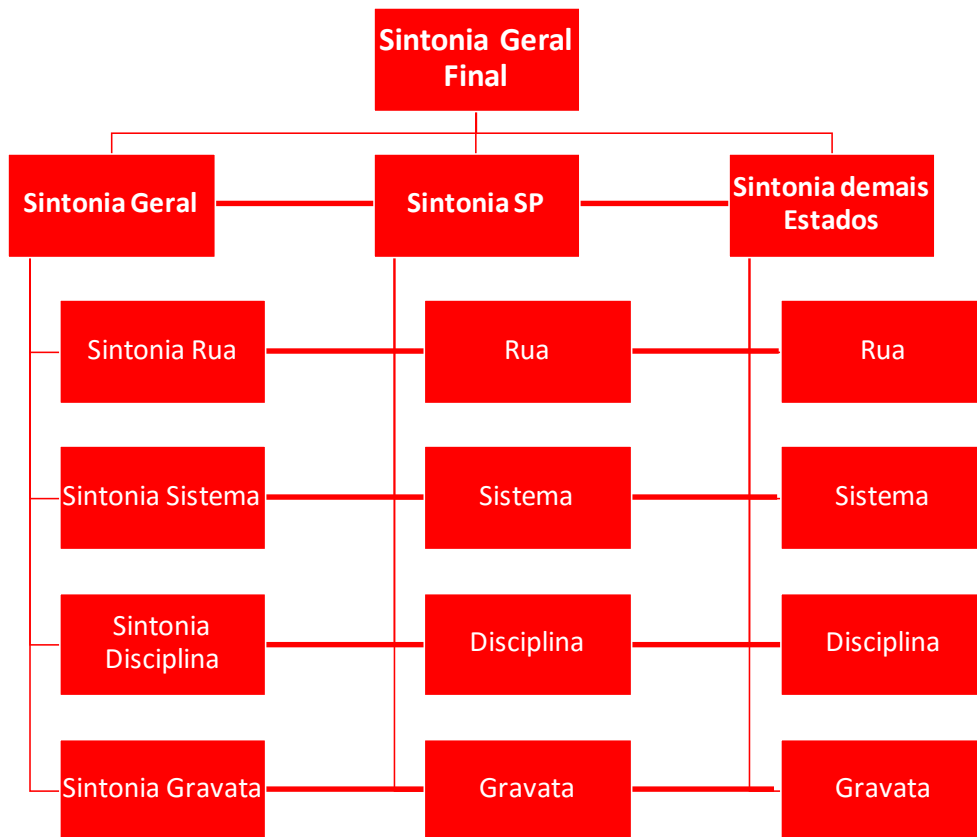 Sintonia Geral
Final
Sintonia Geral
Sintonia SP
Sintonia demais
Estados
Sintonia Rua
Rua
Rua
Sintonia Sistema
Sistema
Sistema
Sintonia
Disciplina
Disciplina
Disciplina
Sintonia Gravata
Gravata
Gravata